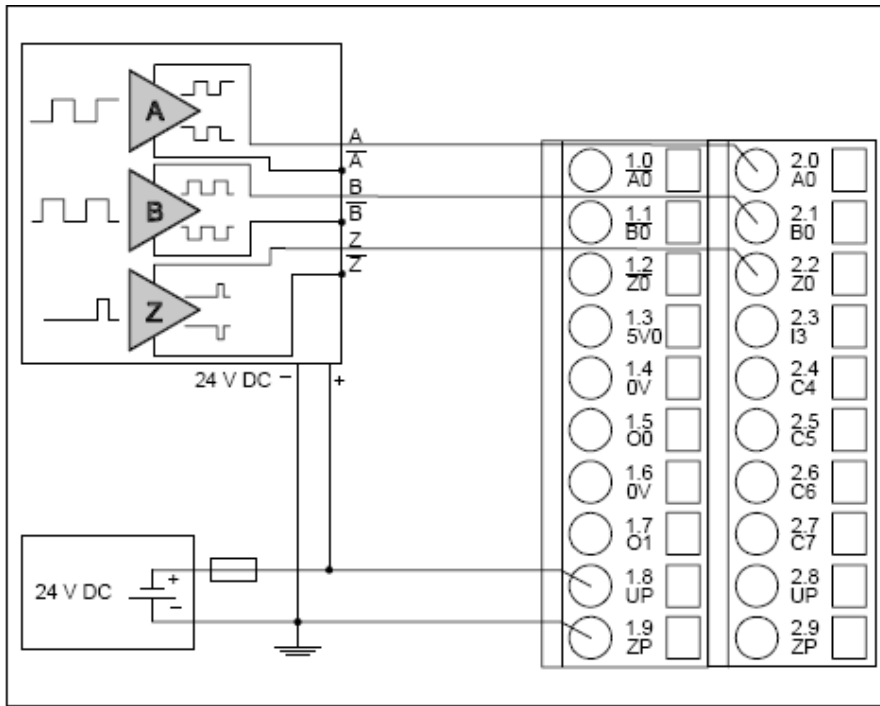 A
B
Z
A
A̅
B
B̅
Z
Z̅
24 V DC − +
24 V DC
+
−
1.0
A̅0̅
1.1
B̅0̅
1.2
Z̅0̅
1.3
5V0
1.4
0V
1.5
O0
1.6
0V
1.7
O1
1.8
UP
1.9
ZP
2.0
A0
2.1
B0
2.2
Z0
2.3
I3
2.4
C4
2.5
C5
2.6
C6
2.7
C7
2.8
UP
2.9
ZP